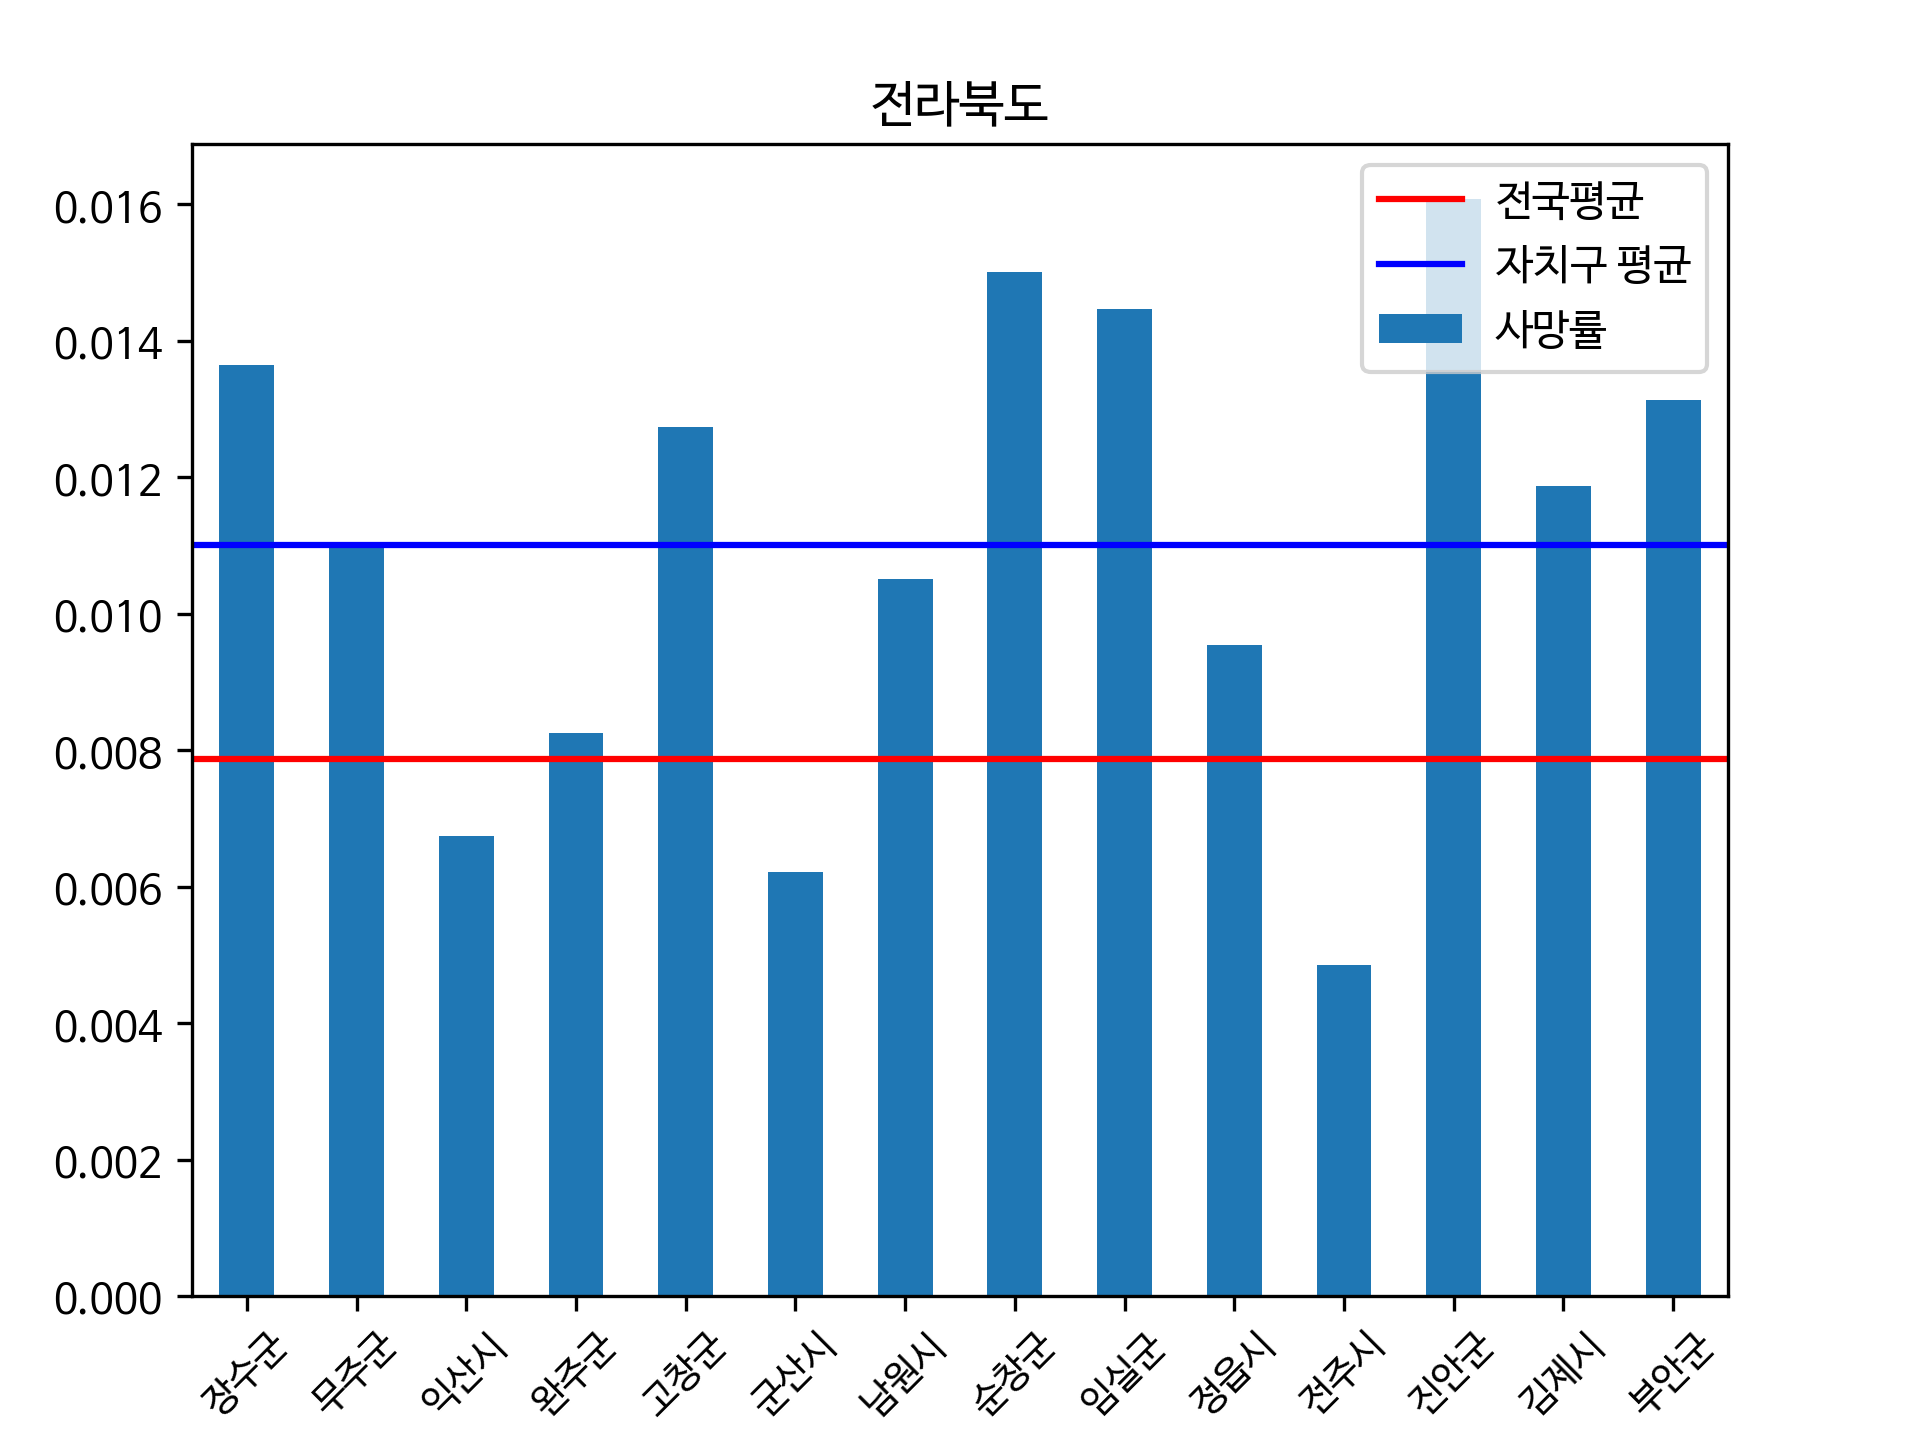 전라북도
전국평균
자치구 평균
사망률
0.016
0.014
0.012
0.010
0.008
0.006
0.004
0.002
0.000
장수군
무주군
익산시
완주군
고창군
군산시
남원시
순창군
임실군
정읍시
전주시
진안군
김제시
부안군